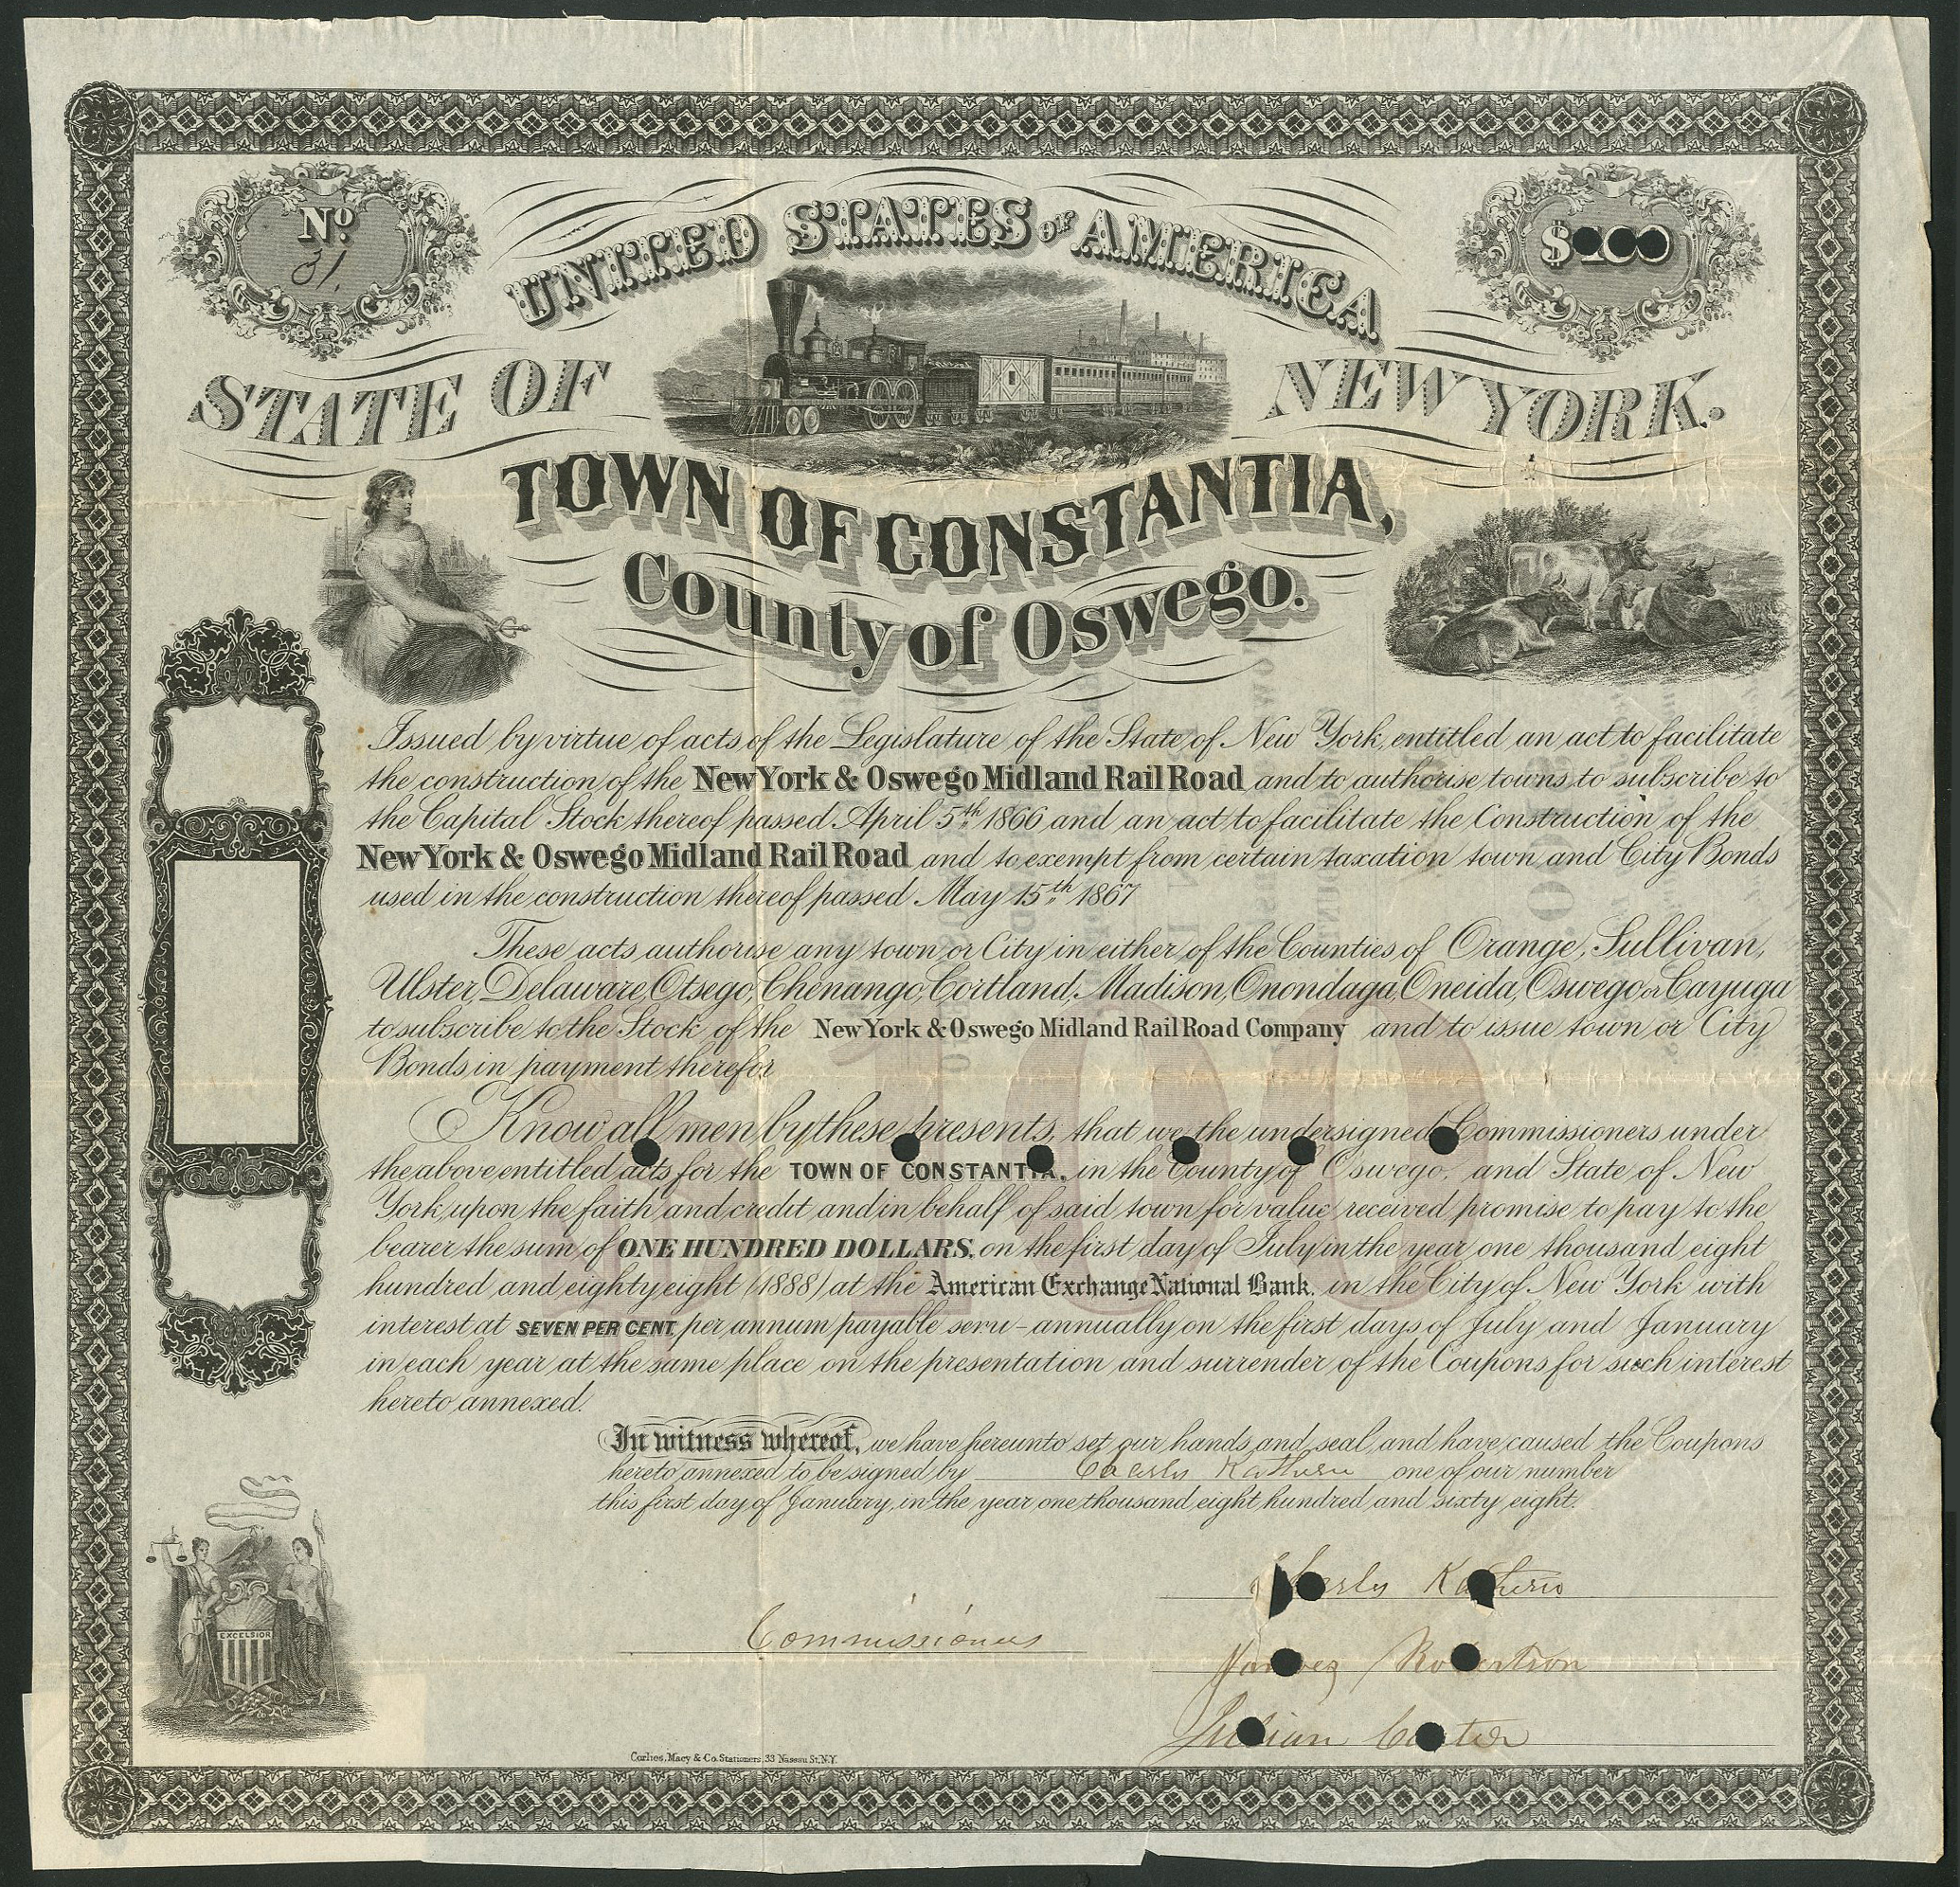 No.
31.
$100
UNITED STATES OF AMERICA
STATE OF NEW YORK.
TOWN OF CONSTANTIA,
County of Oswego.
Issued by virtue of acts of the Legislature of the State of New York, entitled an act to facilitate
the construction of the New York & Oswego Midland Rail Road and to authorise towns to subscribe to
the Capital Stock thereof passed April 5th 1866 and an act to facilitate the Construction of the
New York & Oswego Midland Rail Road and to exempt from certain taxation town and City Bonds
used in the construction thereof passed May 15th 1867
These acts authorise any town or City in either of the Counties of Orange, Sullivan,
Ulster, Delaware, Otsego, Chenango, Cortland, Madison, Onondaga, Oneida, Oswego or Cayuga
to subscribe to the Stock of the New York & Oswego Midland Rail Road Company and to issue town or City
Bonds in payment therefor
Know all men by these presents, that we the undersigned Commissioners under
the above entitled acts for the TOWN OF CONSTANTIA, in the County of Oswego, and State of New
York, upon the faith and credit and in behalf of said town for value received promise to pay to the
bearer the sum of ONE HUNDRED DOLLARS, on the first day of July in the year one thousand eight
hundred and eighty eight (1888) at the American Exchange National Bank, in the City of New York with
interest at SEVEN PER CENT, per annum payable semi-annually on the first days of July and January
in each year at the same place on the presentation and surrender of the Coupons for such interest
hereto annexed.
$100
In witness whereof, we have hereunto set our hands and seal, and have caused the Coupons
hereto annexed to be signed by Charles one of our number
this first day of January, in the year one thousand eight hundred and sixty eight.
Charles
Commissioners
Harvey Robertson
Julian Carter
EXCELSIOR
Corlies, Macy & Co. Stationers, 33 Nassau St. N.Y.